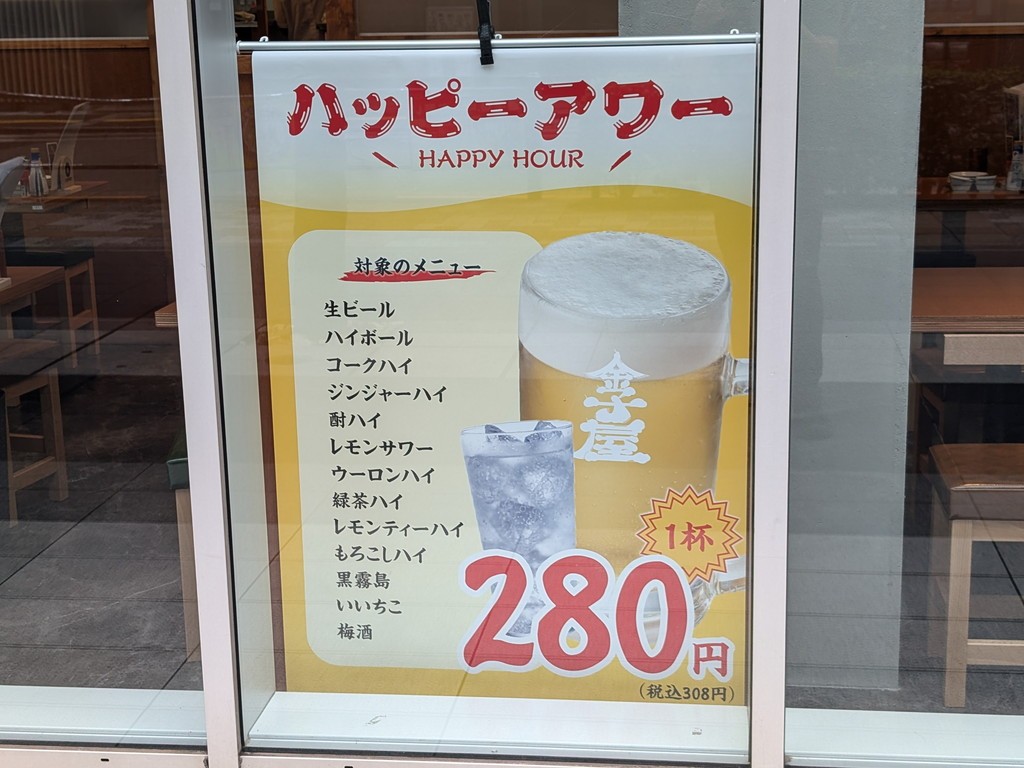 ハッピーアワー
HAPPY HOUR
対象のメニュー
生ビール
ハイボール
コークハイ
ジンジャーハイ
酎ハイ
レモンサワー
ウーロンハイ
緑茶ハイ
レモンティーハイ
もろこしハイ
黒霧島
いいちこ
梅酒
金子屋
1杯
280円
(税込308円)